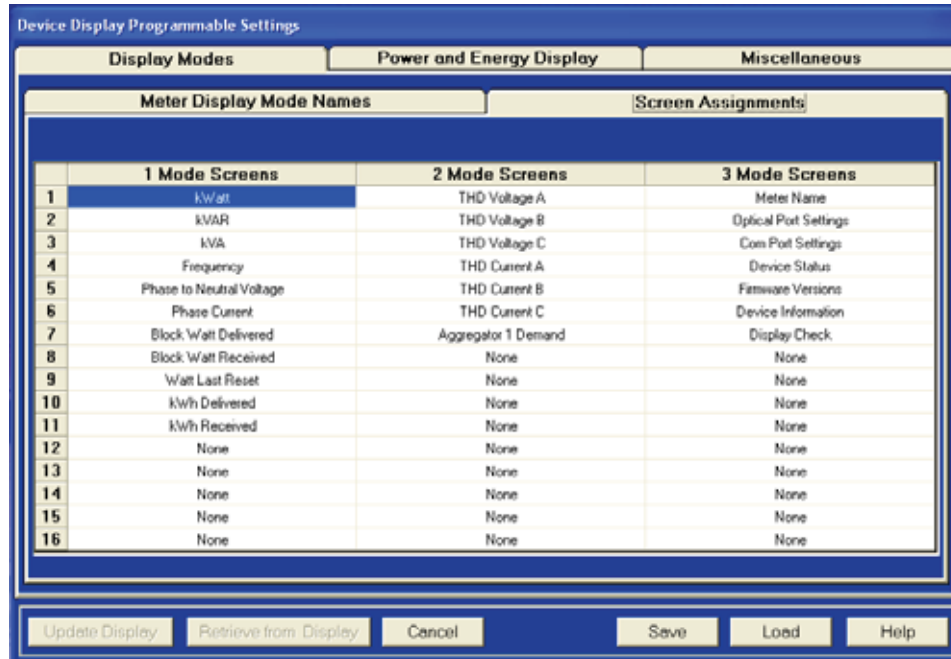 Device Display Programmable Settings
Display Modes Power and Energy Display Miscellaneous
Meter Display Mode Names Screen Assignments
1 Mode Screens 2 Mode Screens 3 Mode Screens
1 kWatt THD Voltage A Meter Name
2 kVAR THD Voltage B Optical Port Settings
3 kVA THD Voltage C Com Port Settings
4 Frequency THD Current A Device Status
5 Phase to Neutral Voltage THD Current B Firmware Versions
6 Phase Current THD Current C Device Information
7 Block Watt Delivered Aggregator 1 Demand Display Check
8 Block Watt Received None None
9 Watt Last Reset None None
10 kWh Delivered None None
11 kWh Received None None
12 None None None
13 None None None
14 None None None
15 None None None
16 None None None
Update Display Retrieve from Display Cancel Save Load Help